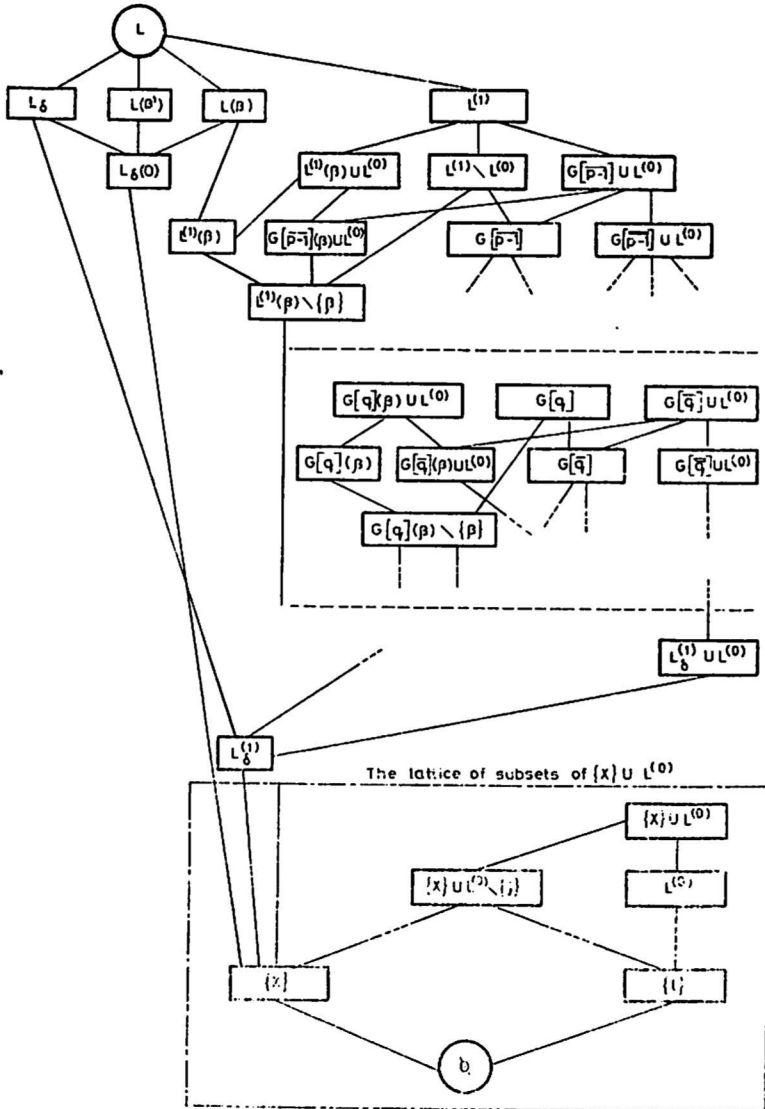 L
L_δ L(β') L(β) L^(1)
L_δ(0) L^(1)(β) ∪ L^(0) L^(1) \ L^(0) G[p-1] ∪ L^(0)
L^(1)(β) G[p̅-̅1̅](β) ∪ L^(0) G[p̅-̅1̅] G[p̅-̅1̅] ∪ L^(0)
L^(1)(β) \ {β}
G[q](β) ∪ L^(0) G[q] G[q̅] ∪ L^(0)
G[q](β) G[q̅](β) ∪ L^(0) G[q̅] G[q̅] ∪ L^(0)
G[q](β) \ {β}
L_δ^(1) ∪ L^(0)
L_δ^(1)
The lattice of subsets of {X} ∪ L^(0)
{X} ∪ L^(0)
{X} ∪ L^(0) \ {j} L^(0)
{X} {i}